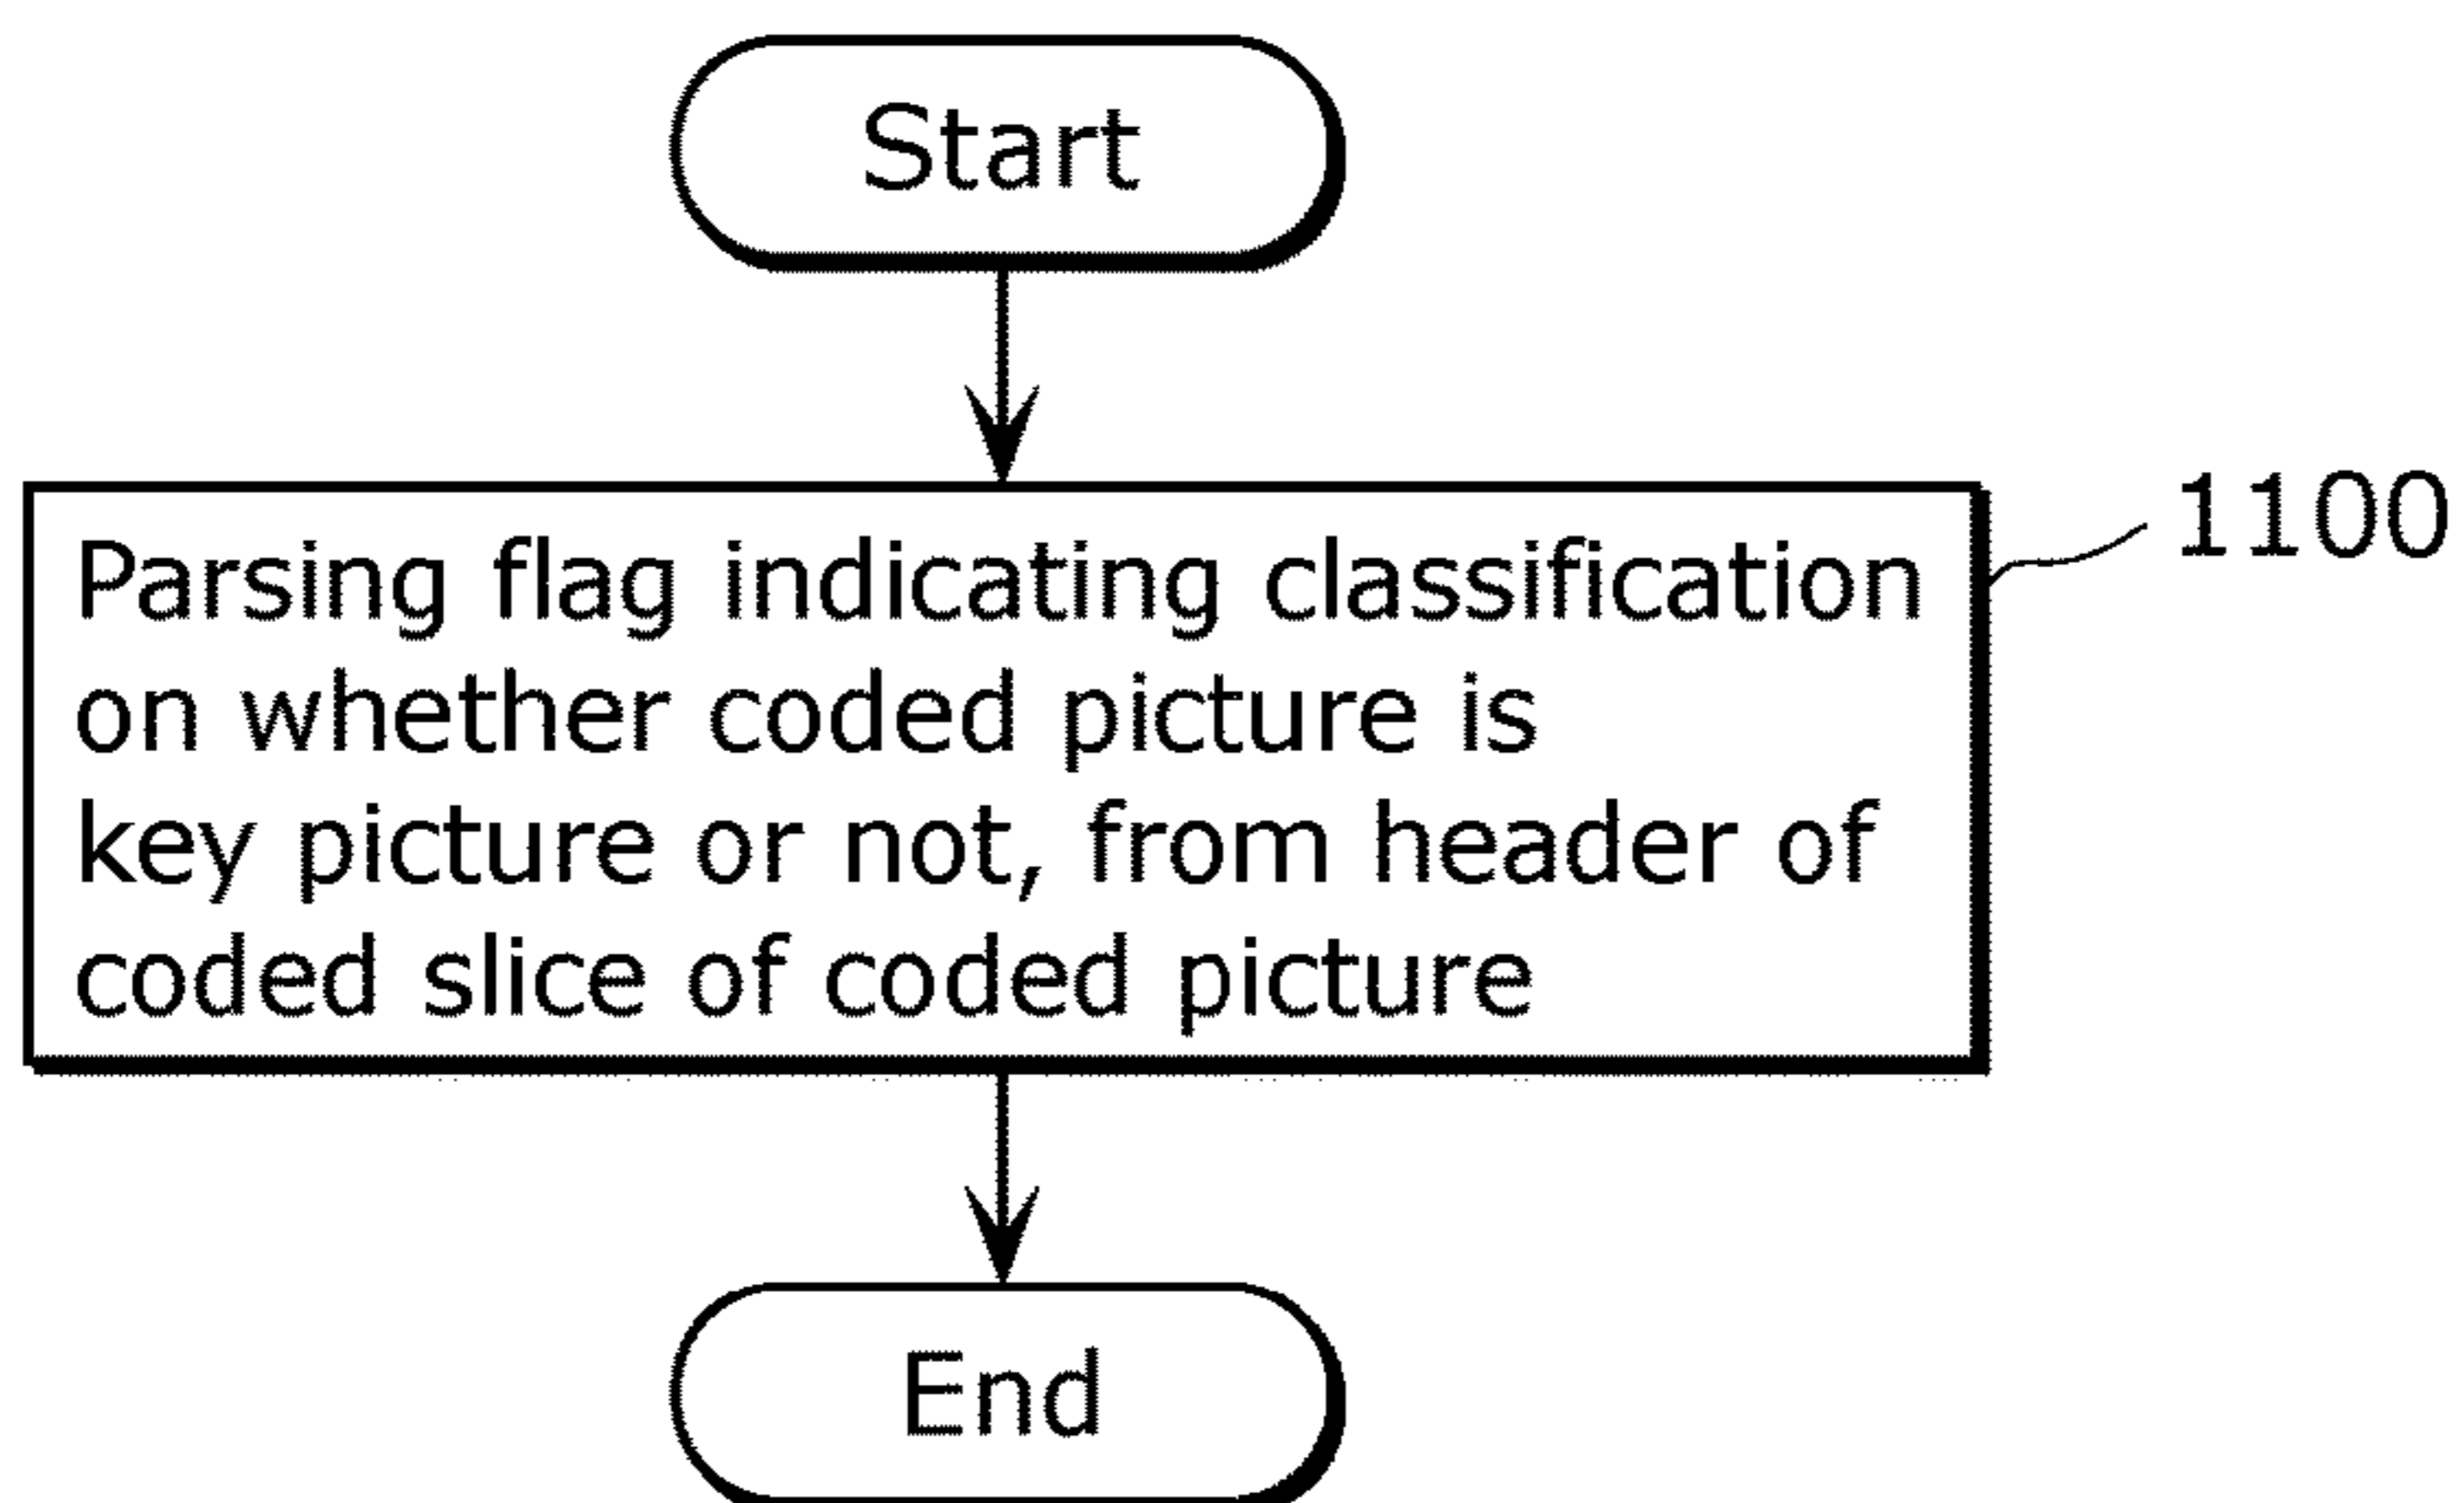 Start
1100
Parsing flag indicating classification
on whether coded picture is
key picture or not, from header of
coded slice of coded picture
End